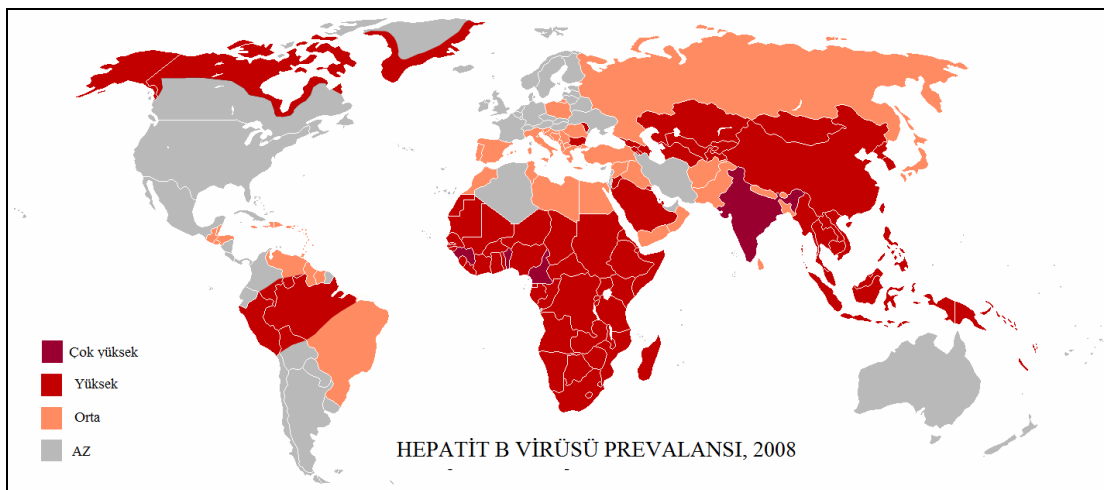 Çok yüksek
Yüksek
Orta
AZ
HEPATİT B VİRÜSÜ PREVALANSI, 2008